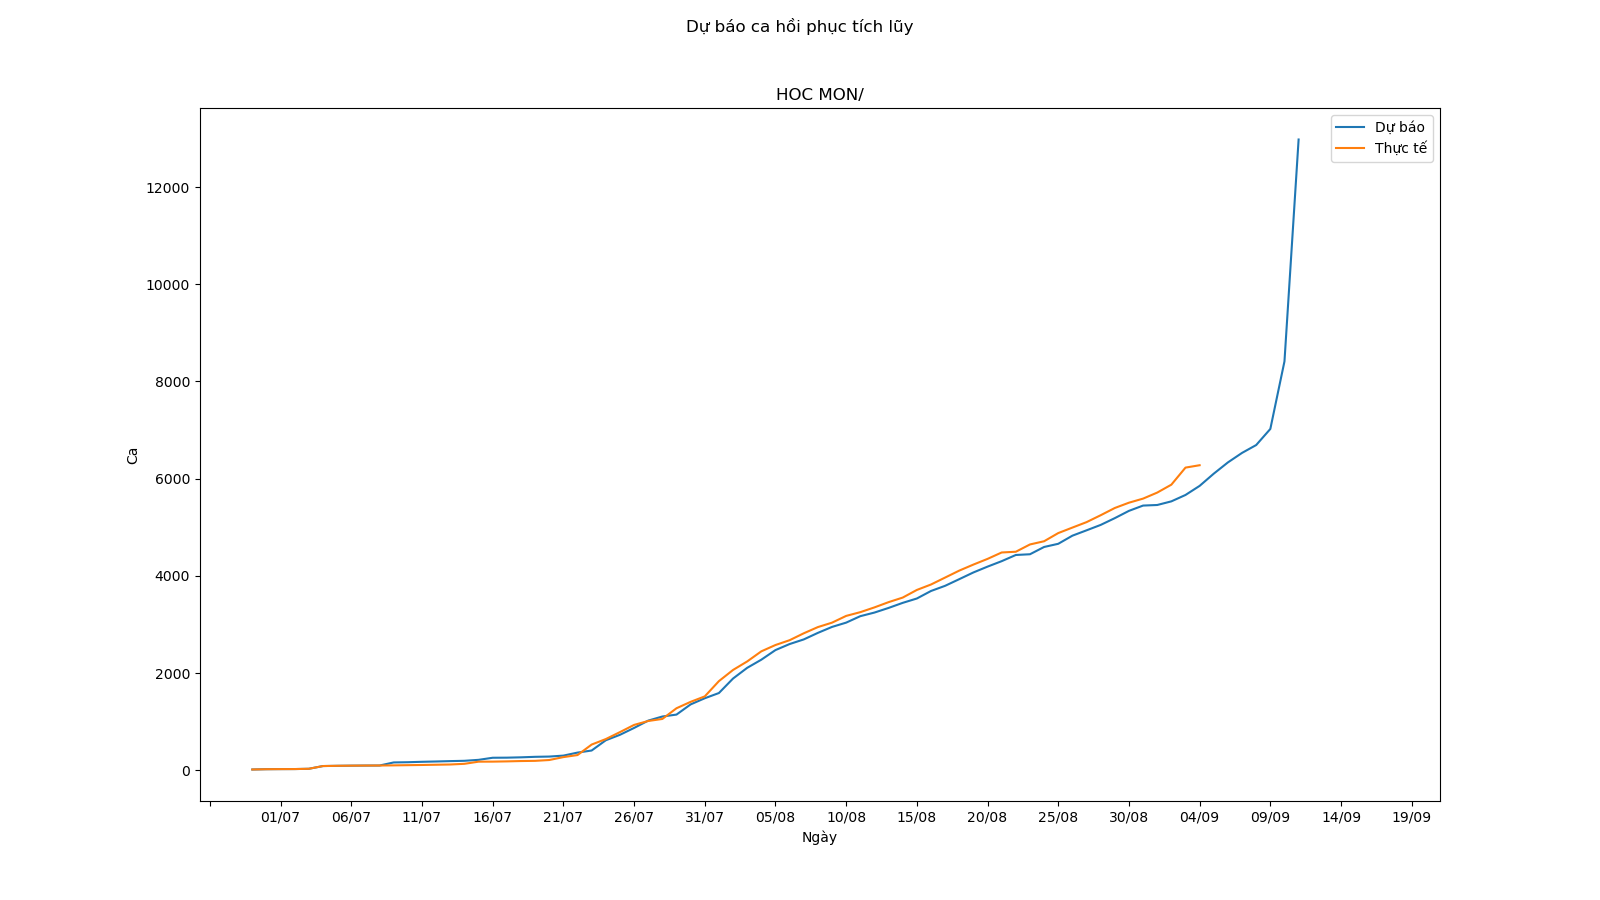 Dự báo ca hồi phục tích lũy
HOC MON/
Dự báo
Thực tế
12000
10000
8000
6000
4000
2000
0
Ca
01/07 06/07 11/07 16/07 21/07 26/07 31/07 05/08 10/08 15/08 20/08 25/08 30/08 04/09 09/09 14/09 19/09
Ngày